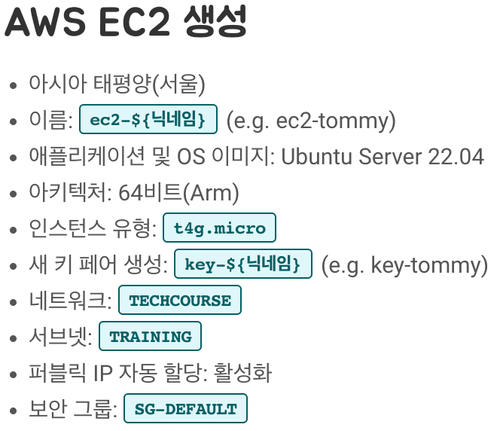 AWS EC2 생성
• 아시아 태평양(서울)
• 이름: ec2-${닉네임} (e.g. ec2-tommy)
• 애플리케이션 및 OS 이미지: Ubuntu Server 22.04
• 아키텍처: 64비트(Arm)
• 인스턴스 유형: t4g.micro
• 새 키 페어 생성: key-${닉네임} (e.g. key-tommy)
• 네트워크: TECHCOURSE
• 서브넷: TRAINING
• 퍼블릭 IP 자동 할당: 활성화
• 보안 그룹: SG-DEFAULT